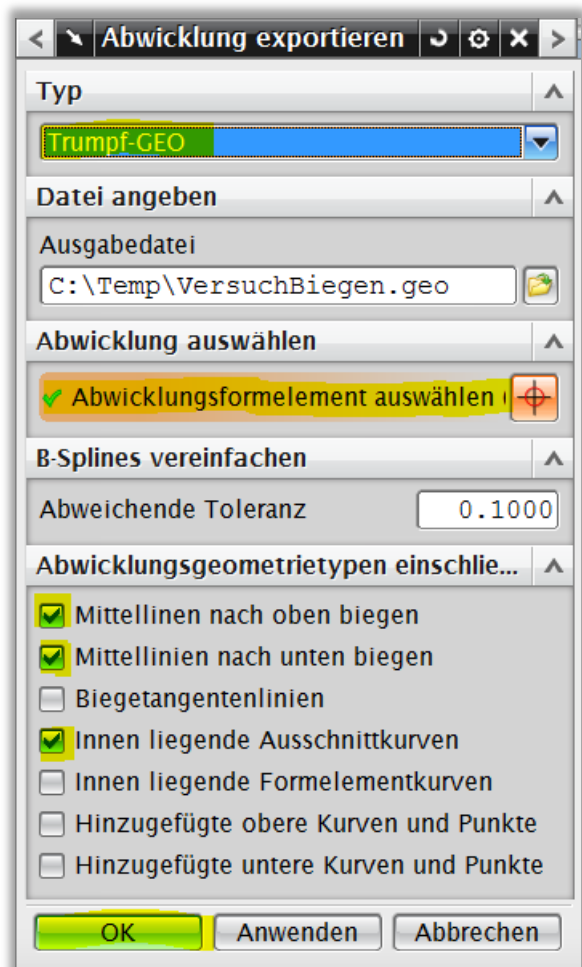 Abwicklung exportieren
Typ
Trumpf-GEO
Datei angeben
Ausgabedatei
C:\Temp\VersuchBiegen.geo
Abwicklung auswählen
Abwicklungsformelement auswählen (
B-Splines vereinfachen
Abweichende Toleranz 0.1000
Abwicklungsgeometrietypen einschlie...
Mittellinen nach oben biegen
Mittellinien nach unten biegen
Biegetangentenlinien
Innen liegende Ausschnittkurven
Innen liegende Formelementkurven
Hinzugefügte obere Kurven und Punkte
Hinzugefügte untere Kurven und Punkte
OK Anwenden Abbrechen